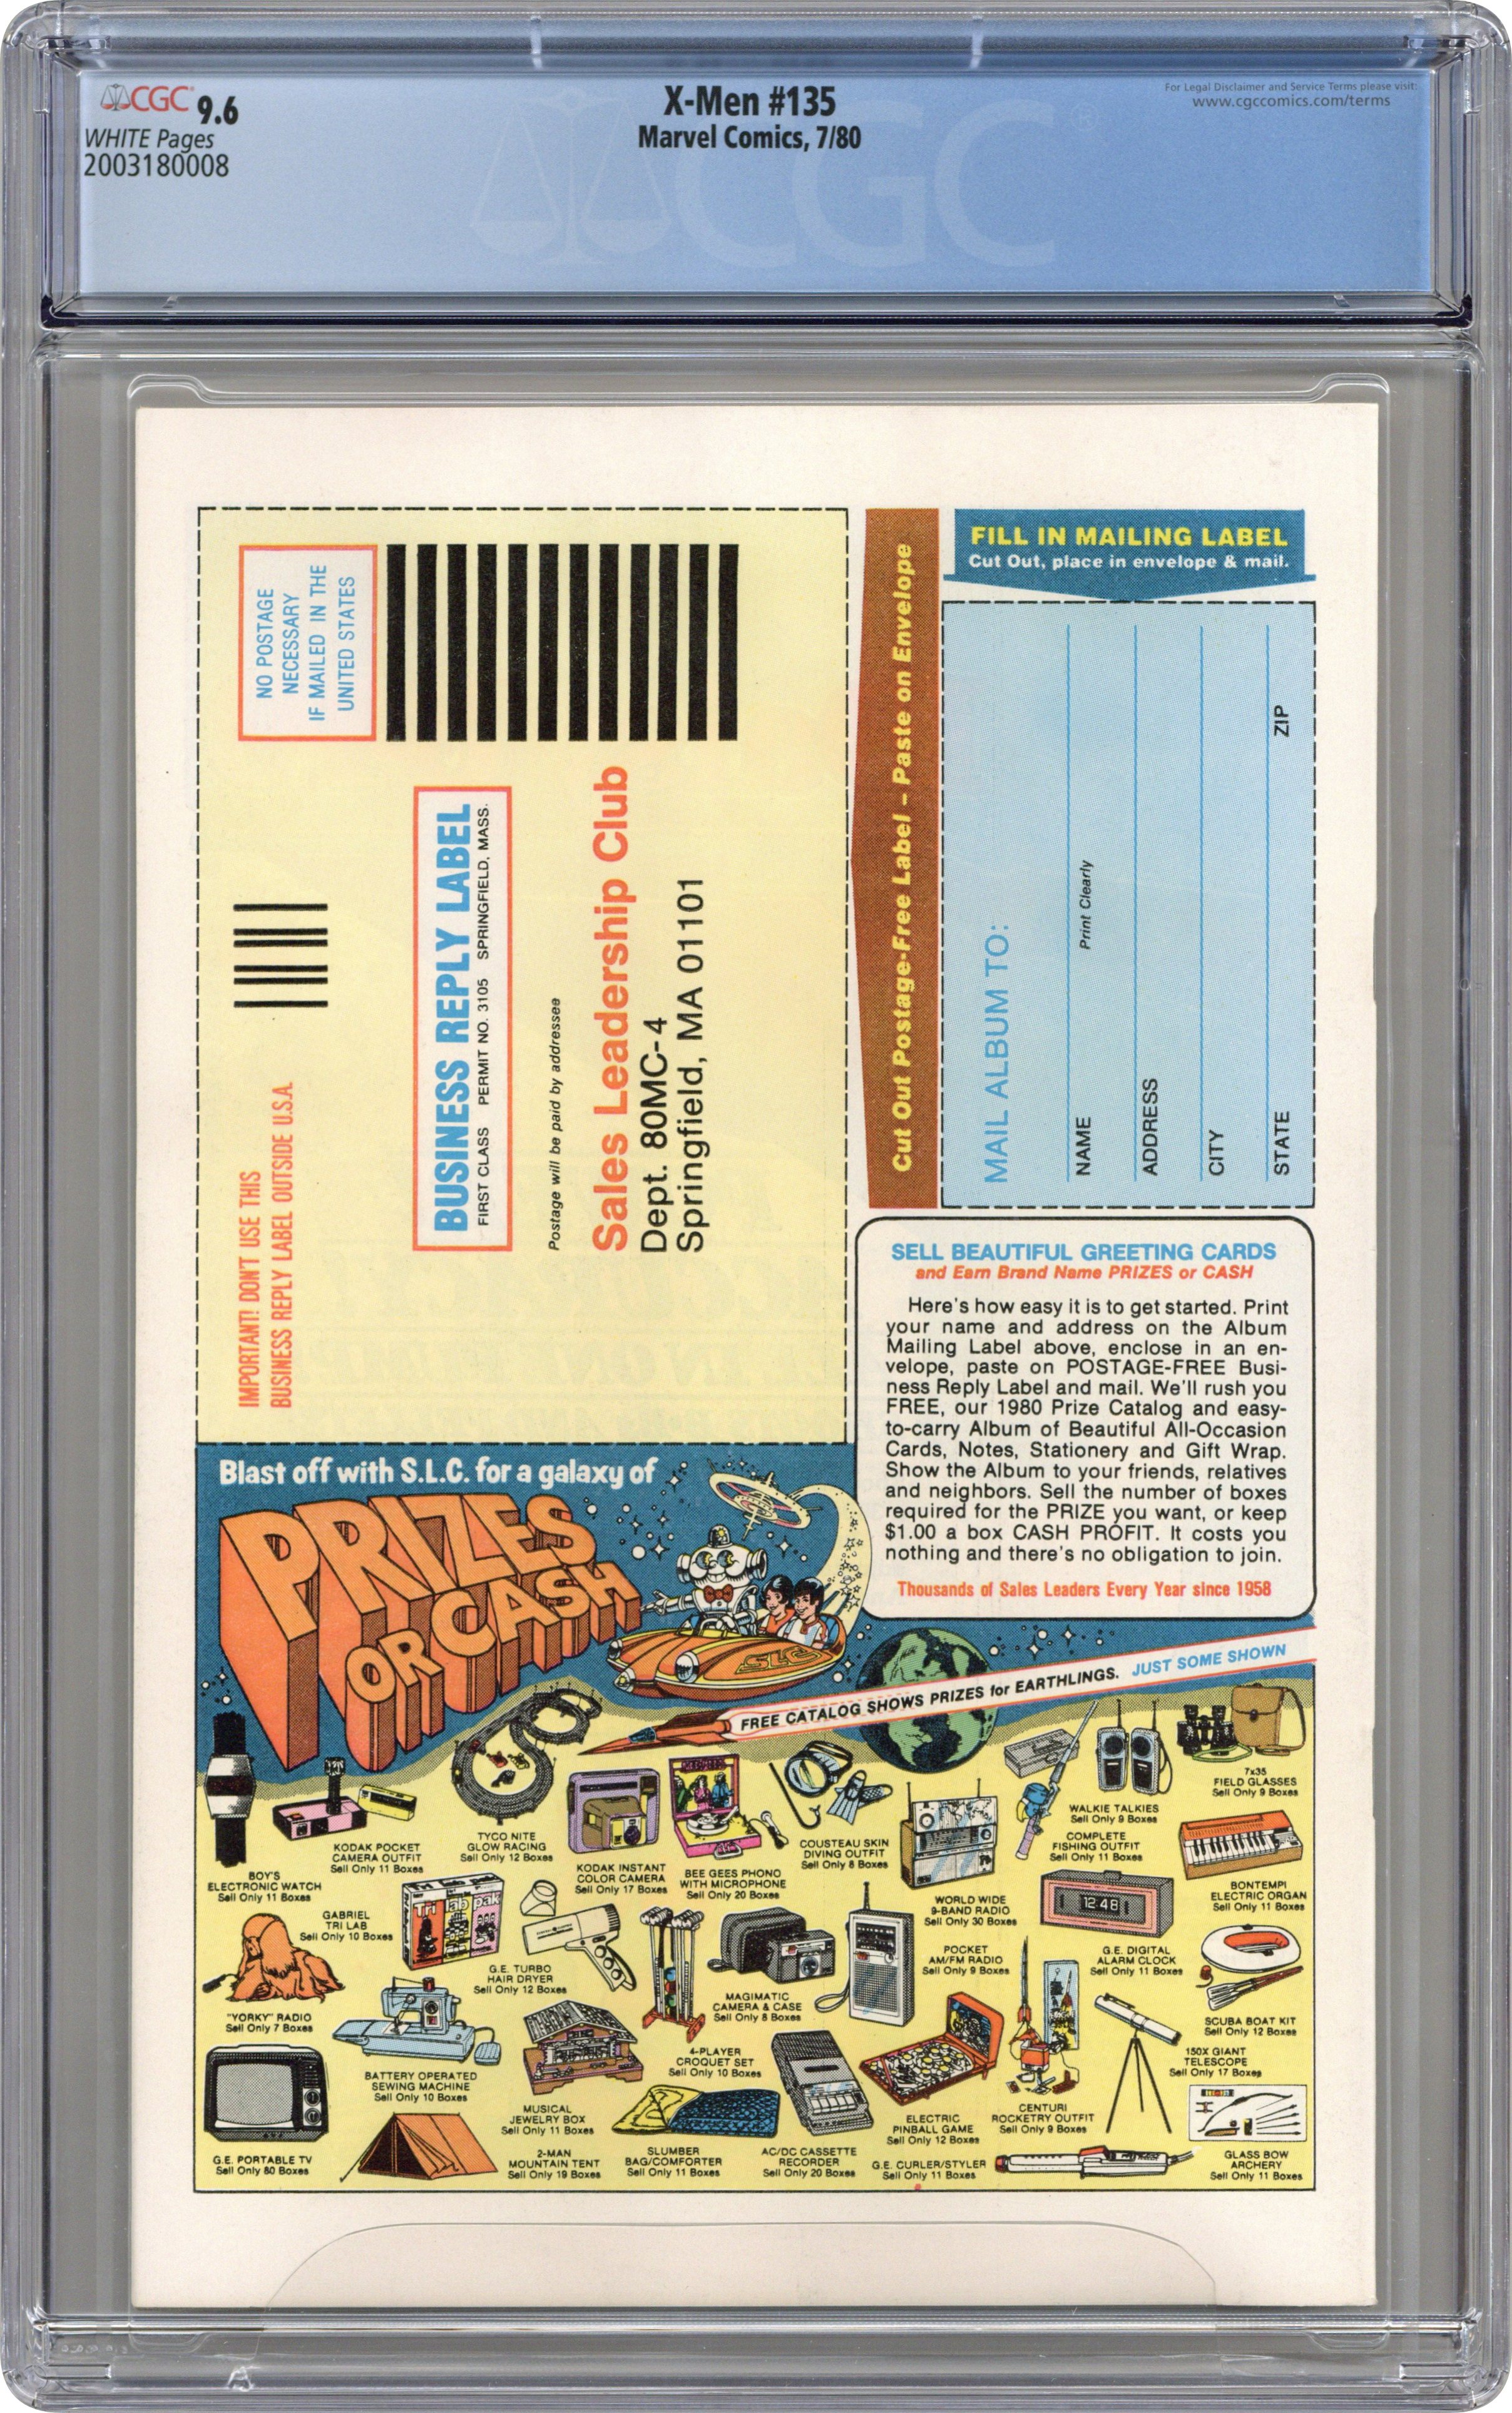 CGC 9.6
WHITE Pages
2003180008
X-Men #135
Marvel Comics, 7/80
For Legal Disclaimer and Service Terms please visit:
www.cgccomics.com/terms
CGC
NO POSTAGE
NECESSARY
IF MAILED IN THE
UNITED STATES
IMPORTANT! DON'T USE THIS
BUSINESS REPLY LABEL OUTSIDE U.S.A.
BUSINESS REPLY LABEL
FIRST CLASS PERMIT NO. 3105 SPRINGFIELD, MASS.
Postage will be paid by addressee
Sales Leadership Club
Dept. 80MC-4
Springfield, MA 01101
Cut Out Postage-Free Label – Paste on Envelope
FILL IN MAILING LABEL
Cut Out, place in envelope & mail.
MAIL ALBUM TO:
NAME
Print Clearly
ADDRESS
CITY
STATE ZIP
SELL BEAUTIFUL GREETING CARDS
and Earn Brand Name PRIZES or CASH
Here's how easy it is to get started. Print
your name and address on the Album
Mailing Label above, enclose in an en-
velope, paste on POSTAGE-FREE Busi-
ness Reply Label and mail. We'll rush you
FREE, our 1980 Prize Catalog and easy-
to-carry Album of Beautiful All-Occasion
Cards, Notes, Stationery and Gift Wrap.
Show the Album to your friends, relatives
and neighbors. Sell the number of boxes
required for the PRIZE you want, or keep
$1.00 a box CASH PROFIT. It costs you
nothing and there's no obligation to join.
Thousands of Sales Leaders Every Year since 1958
Blast off with S.L.C. for a galaxy of
PRIZES
OR CASH
SLC
FREE CATALOG SHOWS PRIZES for EARTHLINGS. JUST SOME SHOWN
BOY'S
ELECTRONIC WATCH
Sell Only 11 Boxes
KODAK POCKET
CAMERA OUTFIT
Sell Only 11 Boxes
TYCO NITE
GLOW RACING
Sell Only 12 Boxes
KODAK INSTANT
COLOR CAMERA
Sell Only 17 Boxes
BEE GEES PHONO
WITH MICROPHONE
Sell Only 20 Boxes
COUSTEAU SKIN
DIVING OUTFIT
Sell Only 8 Boxes
WORLD WIDE
9-BAND RADIO
Sell Only 30 Boxes
WALKIE TALKIES
Sell Only 9 Boxes
COMPLETE
FISHING OUTFIT
Sell Only 11 Boxes
7x35
FIELD GLASSES
Sell Only 9 Boxes
BONTEMPI
ELECTRIC ORGAN
Sell Only 11 Boxes
GABRIEL
TRI LAB
Sell Only 10 Boxes
Tri lab pak
G.E. TURBO
HAIR DRYER
Sell Only 12 Boxes
MAGIMATIC
CAMERA & CASE
Sell Only 8 Boxes
POCKET
AM/FM RADIO
Sell Only 9 Boxes
12:48
G.E. DIGITAL
ALARM CLOCK
Sell Only 11 Boxes
SCUBA BOAT KIT
Sell Only 12 Boxes
"YORKY" RADIO
Sell Only 7 Boxes
BATTERY OPERATED
SEWING MACHINE
Sell Only 10 Boxes
4-PLAYER
CROQUET SET
Sell Only 10 Boxes
150X GIANT
TELESCOPE
Sell Only 17 Boxes
MUSICAL
JEWELRY BOX
Sell Only 11 Boxes
ELECTRIC
PINBALL GAME
Sell Only 12 Boxes
CENTURI
ROCKETRY OUTFIT
Sell Only 9 Boxes
G.E. PORTABLE TV
Sell Only 80 Boxes
2-MAN
MOUNTAIN TENT
Sell Only 19 Boxes
SLUMBER
BAG/COMFORTER
Sell Only 11 Boxes
AC/DC CASSETTE
RECORDER
Sell Only 20 Boxes
G.E. CURLER/STYLER
Sell Only 11 Boxes
GLASS BOW
ARCHERY
Sell Only 11 Boxes